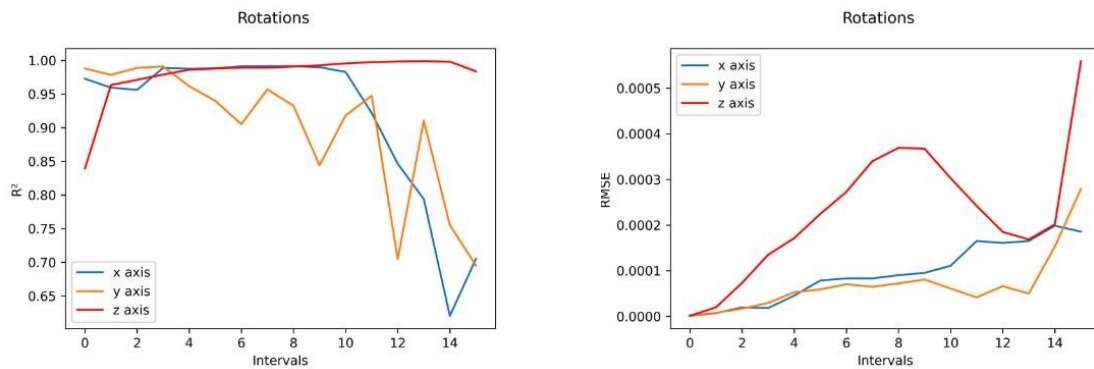 Rotations
1.00
0.95
0.90
0.85
0.80
0.75
0.70
0.65
R²
x axis
y axis
z axis
0 2 4 6 8 10 12 14
Intervals
Rotations
x axis
y axis
z axis
0.0005
0.0004
0.0003
0.0002
0.0001
0.0000
RMSE
0 2 4 6 8 10 12 14
Intervals